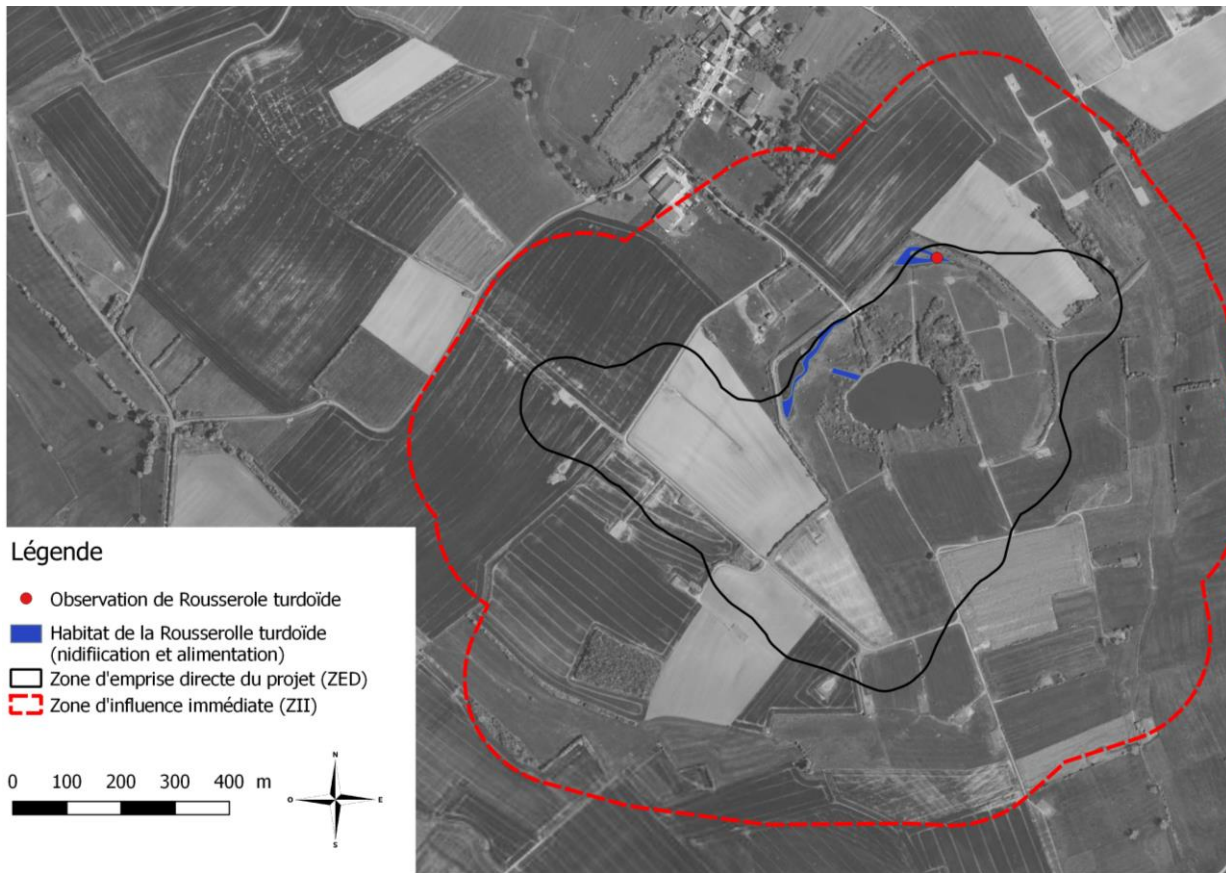 Légende
Observation de Rousserole turdoïde
Habitat de la Rousserolle turdoïde
(nidifiication et alimentation)
Zone d'emprise directe du projet (ZED)
Zone d'influence immédiate (ZII)
0 100 200 300 400 m
N
O E
S